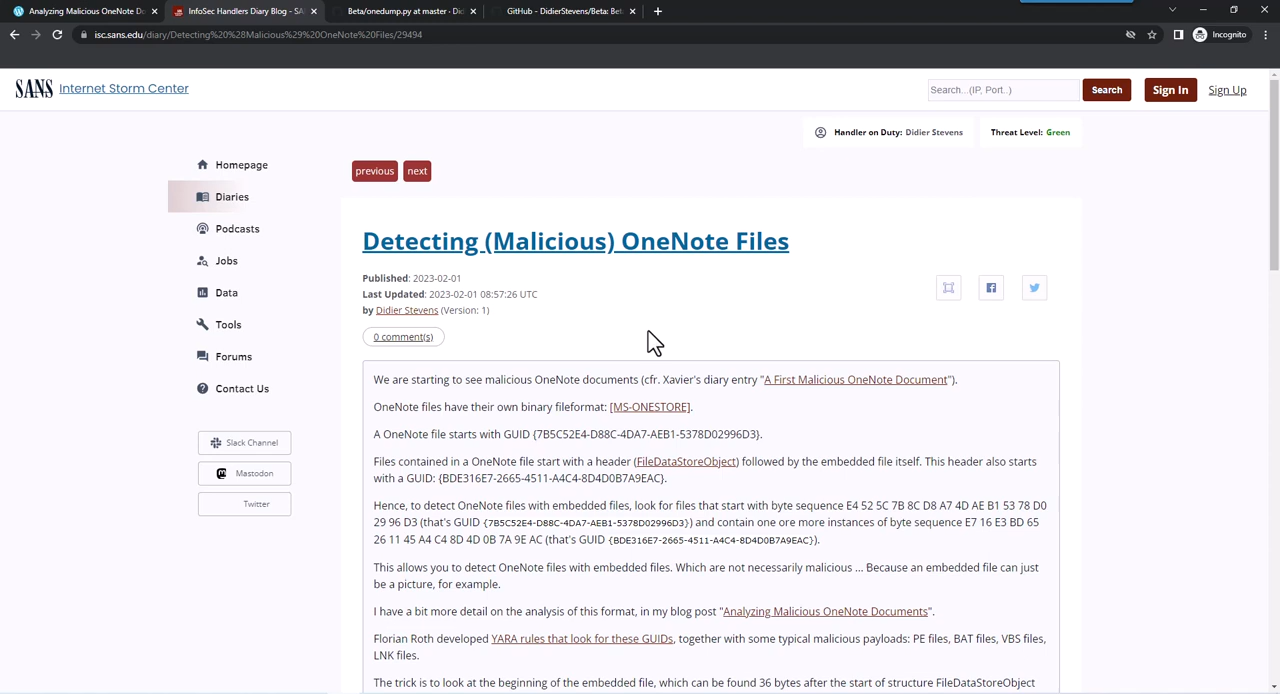 Analyzing Malicious OneNote Do
InfoSec Handlers Diary Blog - SA
Beta/onedump.py at master · Did
GitHub - DidierStevens/Beta: Bet
isc.sans.edu/diary/Detecting%20%28Malicious%29%20OneNote%20Files/29494
Incognito
SANS Internet Storm Center
Search...(IP, Port..)
Search
Sign In
Sign Up
Handler on Duty: Didier Stevens
Threat Level: Green
Homepage
Diaries
Podcasts
Jobs
Data
Tools
Forums
Contact Us
Slack Channel
Mastodon
Twitter
previous
next
Detecting (Malicious) OneNote Files
Published: 2023-02-01
Last Updated: 2023-02-01 08:57:26 UTC
by Didier Stevens (Version: 1)
0 comment(s)
We are starting to see malicious OneNote documents (cfr. Xavier's diary entry "A First Malicious OneNote Document").
OneNote files have their own binary fileformat: [MS-ONESTORE].
A OneNote file starts with GUID {7B5C52E4-D88C-4DA7-AEB1-5378D02996D3}.
Files contained in a OneNote file start with a header (FileDataStoreObject) followed by the embedded file itself. This header also starts
with a GUID: {BDE316E7-2665-4511-A4C4-8D4D0B7A9EAC}.
Hence, to detect OneNote files with embedded files, look for files that start with byte sequence E4 52 5C 7B 8C D8 A7 4D AE B1 53 78 D0
29 96 D3 (that's GUID {7B5C52E4-D88C-4DA7-AEB1-5378D02996D3}) and contain one ore more instances of byte sequence E7 16 E3 BD 65
26 11 45 A4 C4 8D 4D 0B 7A 9E AC (that's GUID {BDE316E7-2665-4511-A4C4-8D4D0B7A9EAC}).
This allows you to detect OneNote files with embedded files. Which are not necessarily malicious ... Because an embedded file can just
be a picture, for example.
I have a bit more detail on the analysis of this format, in my blog post "Analyzing Malicious OneNote Documents".
Florian Roth developed YARA rules that look for these GUIDs, together with some typical malicious payloads: PE files, BAT files, VBS files,
LNK files.
The trick is to look at the beginning of the embedded file, which can be found 36 bytes after the start of structure FileDataStoreObject